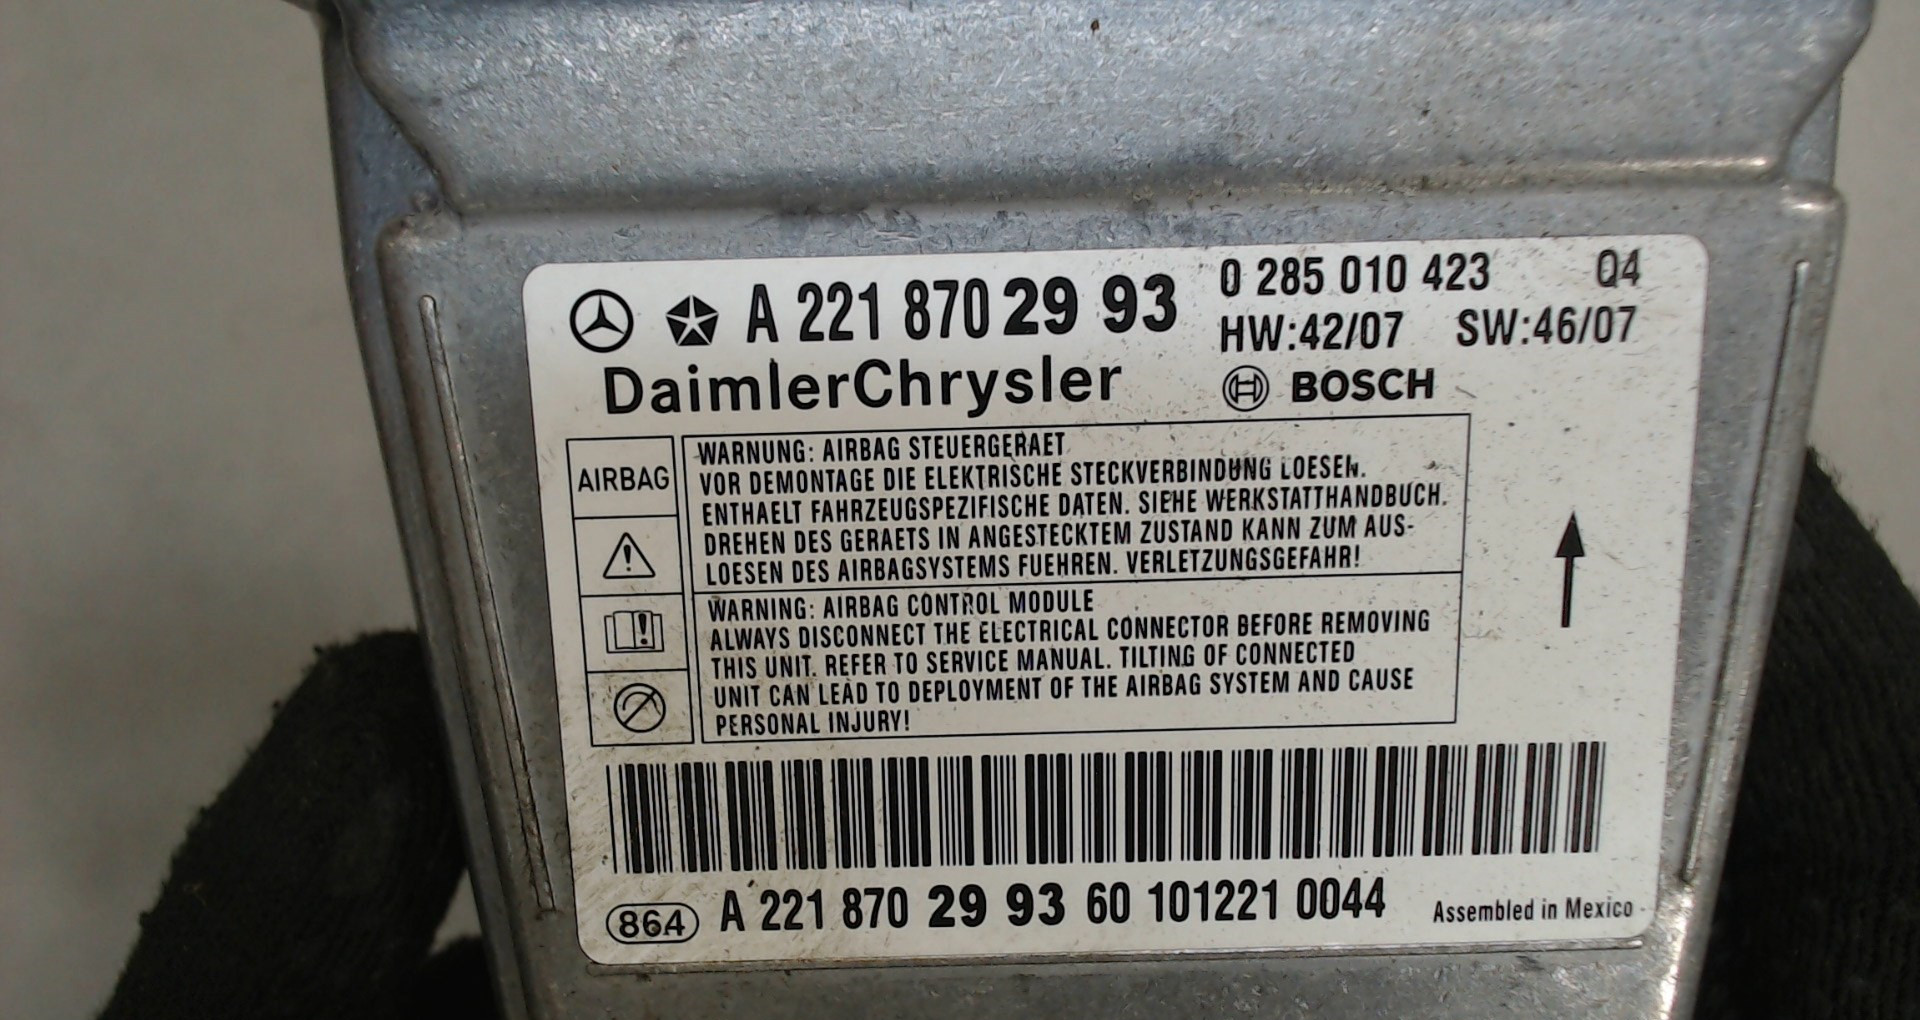 A 221 870 29 93
0 285 010 423 Q4
HW:42/07 SW:46/07
DaimlerChrysler
BOSCH
AIRBAG
WARNUNG: AIRBAG STEUERGERAET
VOR DEMONTAGE DIE ELEKTRISCHE STECKVERBINDUNG LOESEN.
ENTHAELT FAHRZEUGSPEZIFISCHE DATEN. SIEHE WERKSTATTHANDBUCH.
DREHEN DES GERAETS IN ANGESTECKTEM ZUSTAND KANN ZUM AUS-
LOESEN DES AIRBAGSYSTEMS FUEHREN. VERLETZUNGSGEFAHR!
WARNING: AIRBAG CONTROL MODULE
ALWAYS DISCONNECT THE ELECTRICAL CONNECTOR BEFORE REMOVING
THIS UNIT. REFER TO SERVICE MANUAL. TILTING OF CONNECTED
UNIT CAN LEAD TO DEPLOYMENT OF THE AIRBAG SYSTEM AND CAUSE
PERSONAL INJURY!
864 A 221 870 29 93 60 101221 0044 Assembled in Mexico